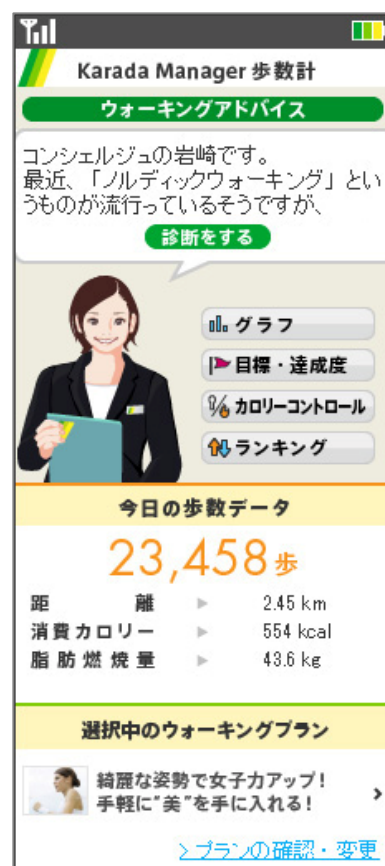 Karada Manager 歩数計
ウォーキングアドバイス
コンシェルジュの岩崎です。
最近、「ノルディックウォーキング」とい
うものが流行っているそうですが、
診断をする
グラフ
目標・達成度
カロリーコントロール
ランキング
今日の歩数データ
23,458歩
距離 ▶ 2.45 km
消費カロリー ▶ 554 kcal
脂肪燃焼量 ▶ 43.6 kg
選択中のウォーキングプラン
綺麗な姿勢で女子力アップ!
手軽に"美"を手に入れる!
>プランの確認・変更